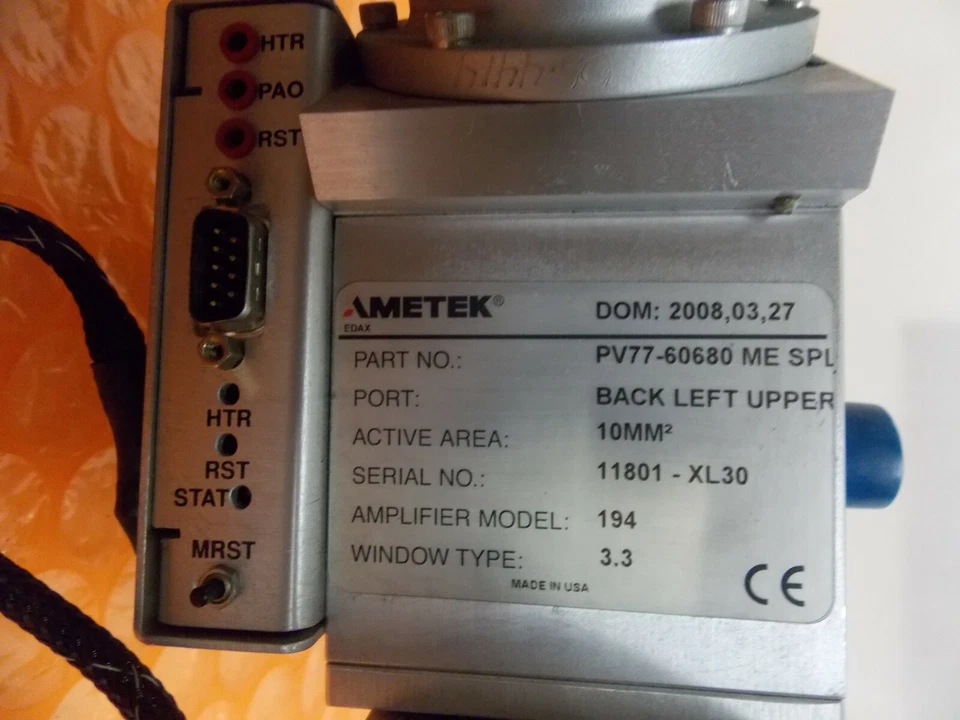 HTR
PAO
RST
HTR
RST
STAT
MRST
AMETEK®
EDAX
DOM: 2008,03,27
PART NO.: PV77-60680 ME SPL
PORT: BACK LEFT UPPER
ACTIVE AREA: 10MM²
SERIAL NO.: 11801 - XL30
AMPLIFIER MODEL: 194
WINDOW TYPE: 3.3
MADE IN USA
CE